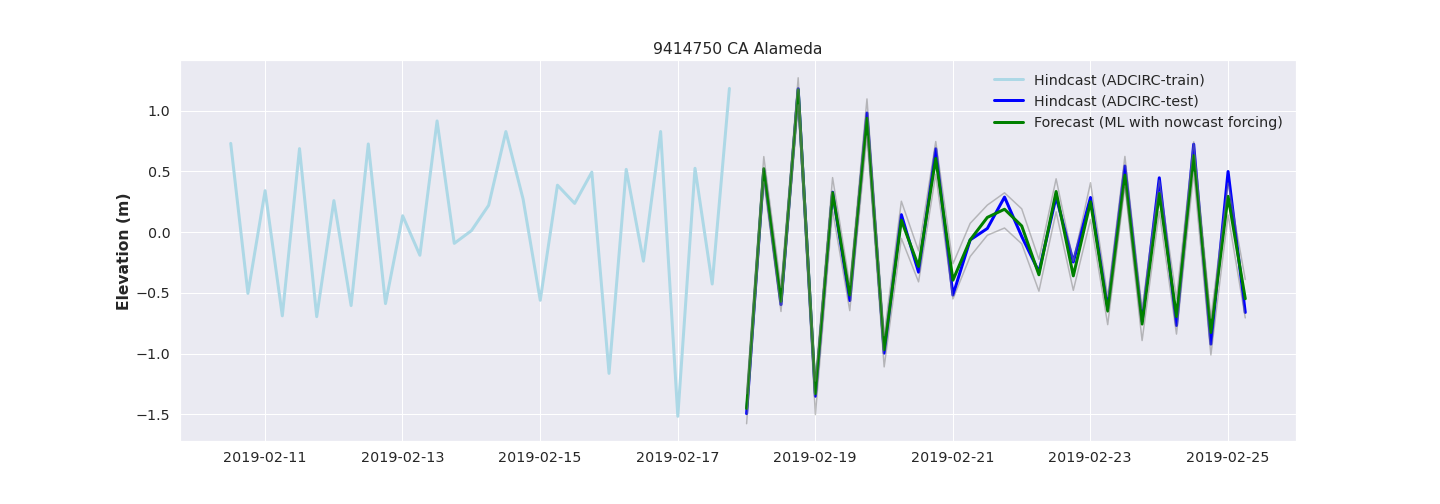 9414750 CA Alameda
Hindcast (ADCIRC-train)
Hindcast (ADCIRC-test)
Forecast (ML with nowcast forcing)
Elevation (m)
1.0
0.5
0.0
−0.5
−1.0
−1.5
2019-02-11 2019-02-13 2019-02-15 2019-02-17 2019-02-19 2019-02-21 2019-02-23 2019-02-25